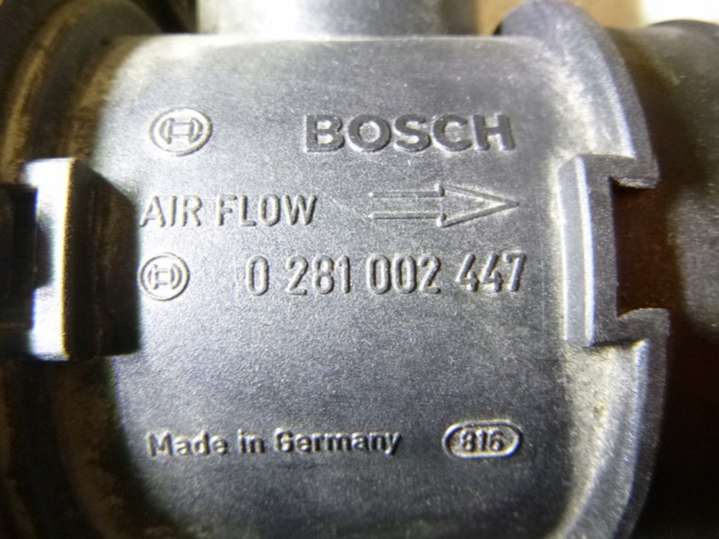 BOSCH
AIR FLOW
0 281 002 447
Made in Germany 816